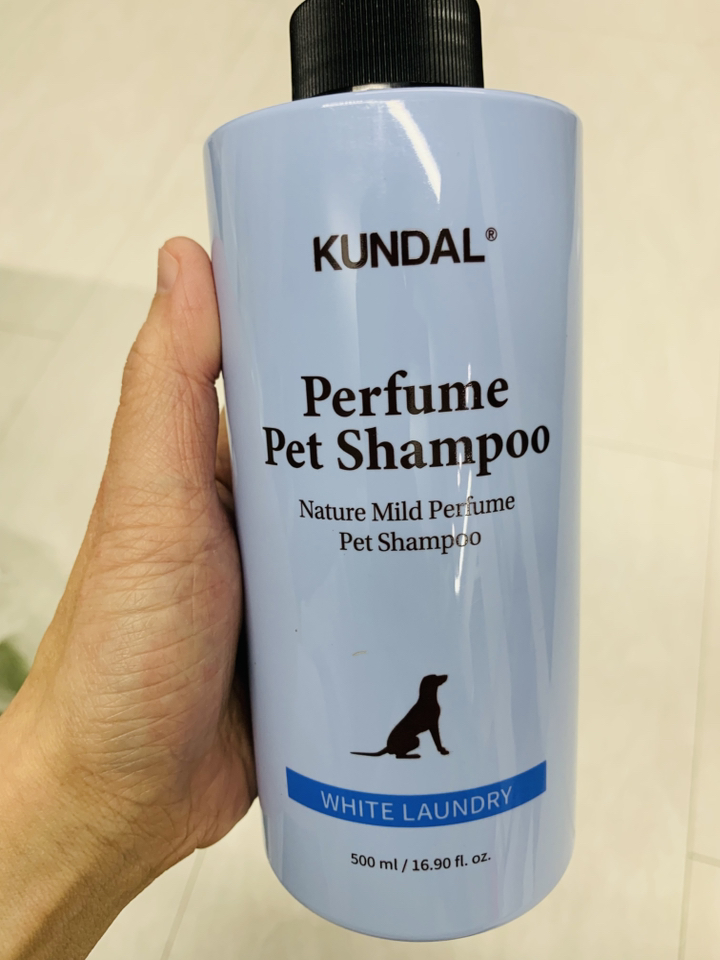 KUNDAL®
Perfume
Pet Shampoo
Nature Mild Perfume
Pet Shampoo
WHITE LAUNDRY
500 ml / 16.90 fl. oz.